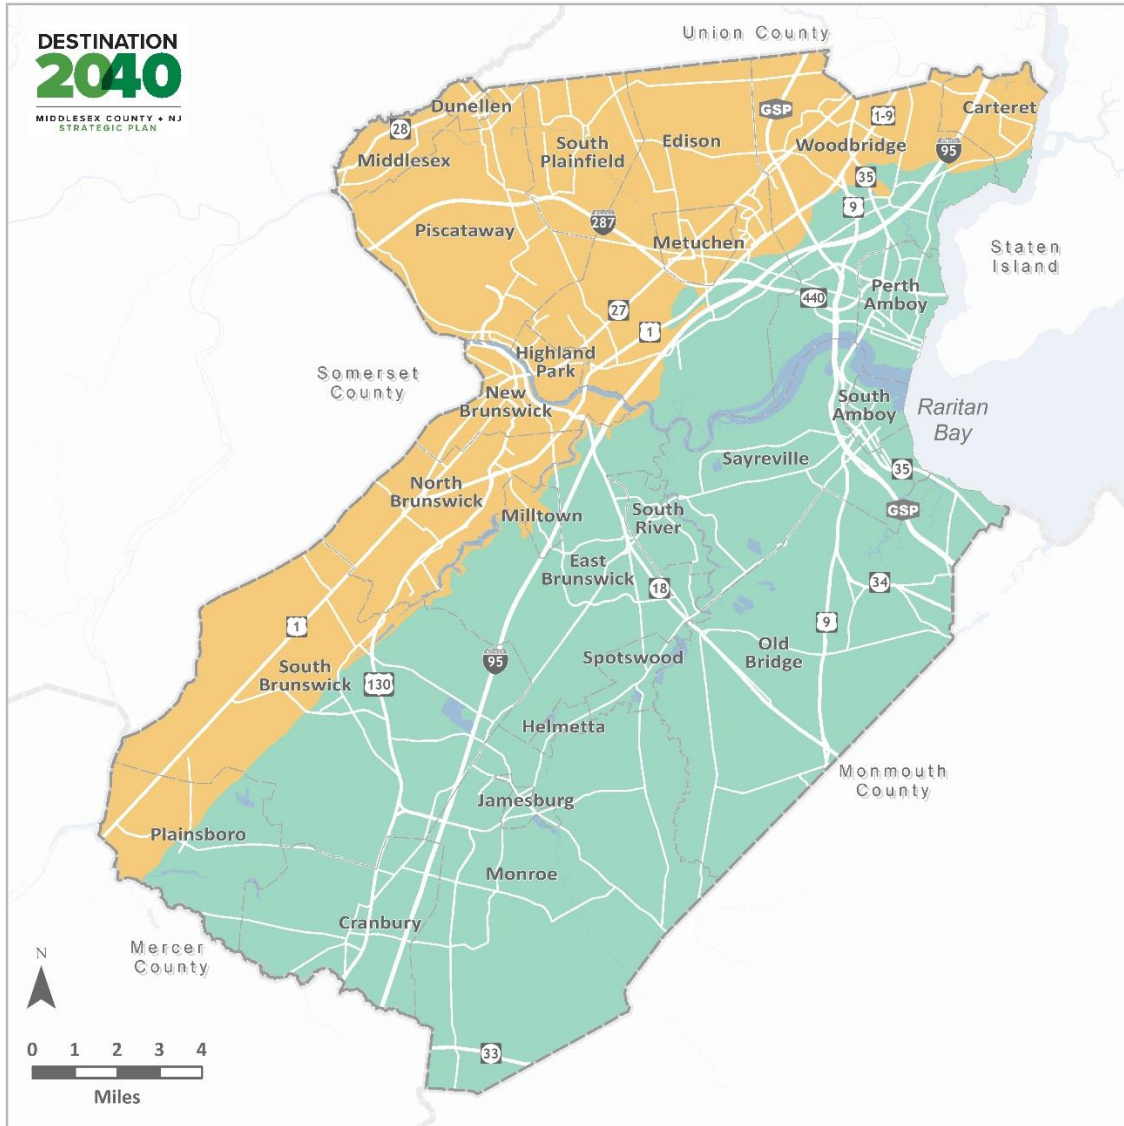 DESTINATION
2040
MIDDLESEX COUNTY • NJ
STRATEGIC PLAN
Union County
Dunellen
28
Middlesex
South
Plainfield
Edison
GSP
1-9
Carteret
Woodbridge
95
35
9
Piscataway
287
Metuchen
Staten
Island
440
Perth
Amboy
27
1
Highland
Park
Somerset
County
New
Brunswick
South
Amboy
Raritan
Bay
Sayreville
35
North
Brunswick
Milltown
South
River
GSP
East
Brunswick
18
34
1
9
South
Brunswick
130
95
Spotswood
Old
Bridge
Helmetta
Monmouth
County
Jamesburg
Plainsboro
Monroe
Cranbury
Mercer
County
N
33
0 1 2 3 4
Miles